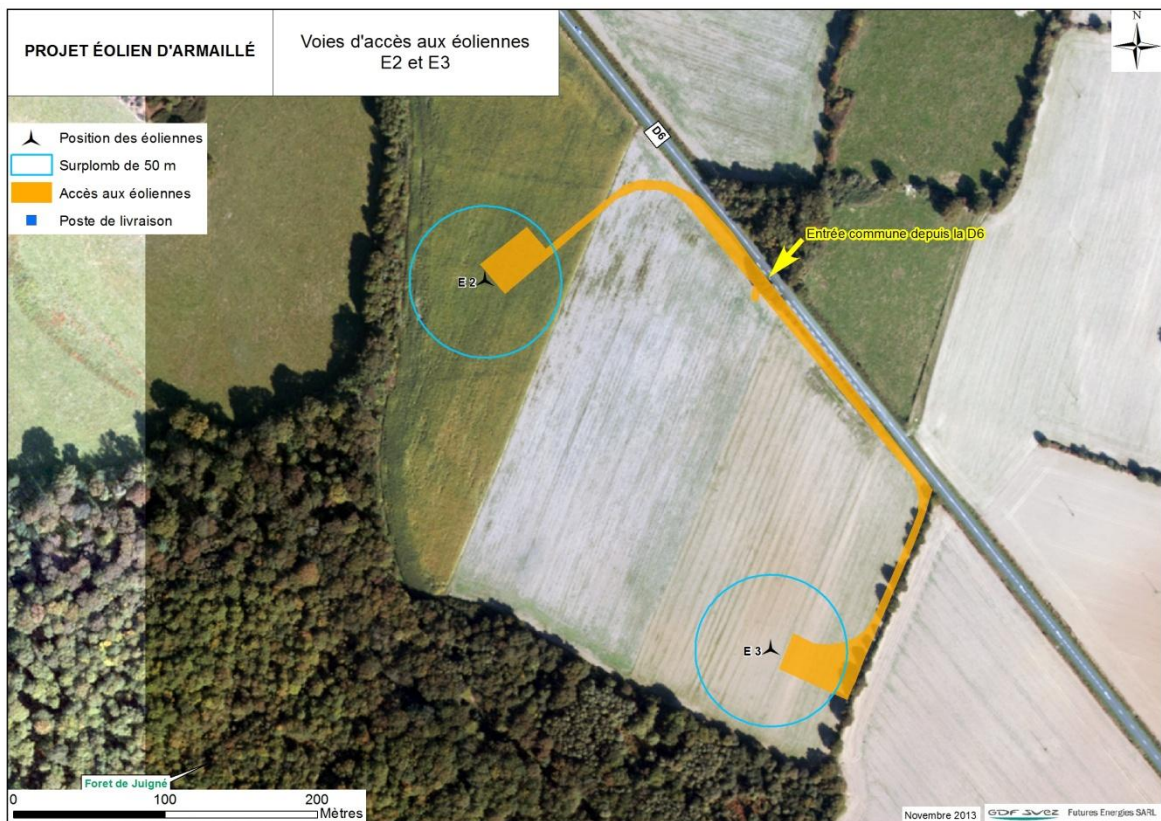 PROJET ÉOLIEN D'ARMAILLÉ
Voies d'accès aux éoliennes
E2 et E3
N
Position des éoliennes
Surplomb de 50 m
Accès aux éoliennes
Poste de livraison
D6
Entrée commune depuis la D6
E 2
E 3
Foret de Juigné
0 100 200
Mètres
Novembre 2013 GDF SUEZ Futures Energies SARL